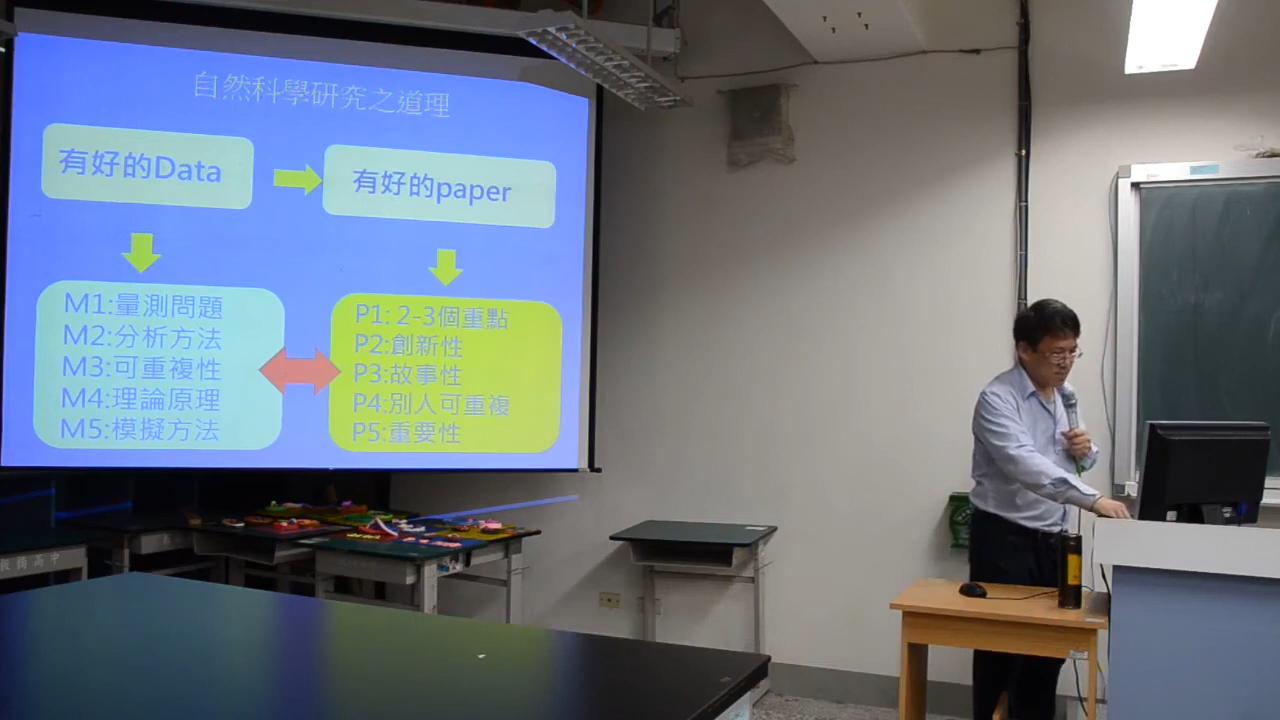 自然科學研究之道理
有好的Data
有好的paper
M1:量測問題
M2:分析方法
M3:可重複性
M4:理論原理
M5:模擬方法
P1: 2-3個重點
P2:創新性
P3:故事性
P4:別人可重複
P5:重要性